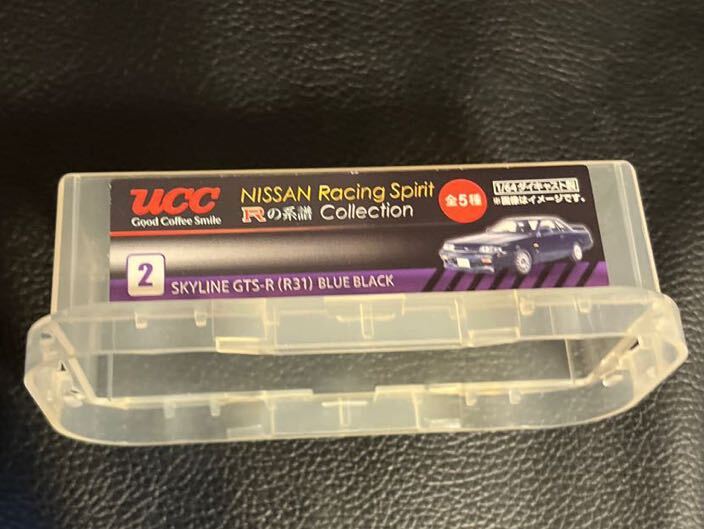 UCC
Good Coffee Smile
NISSAN Racing Spirit
Rの系譜 Collection
全5種
1/64ダイキャスト製
※画像はイメージです。
2
SKYLINE GTS-R (R31) BLUE BLACK